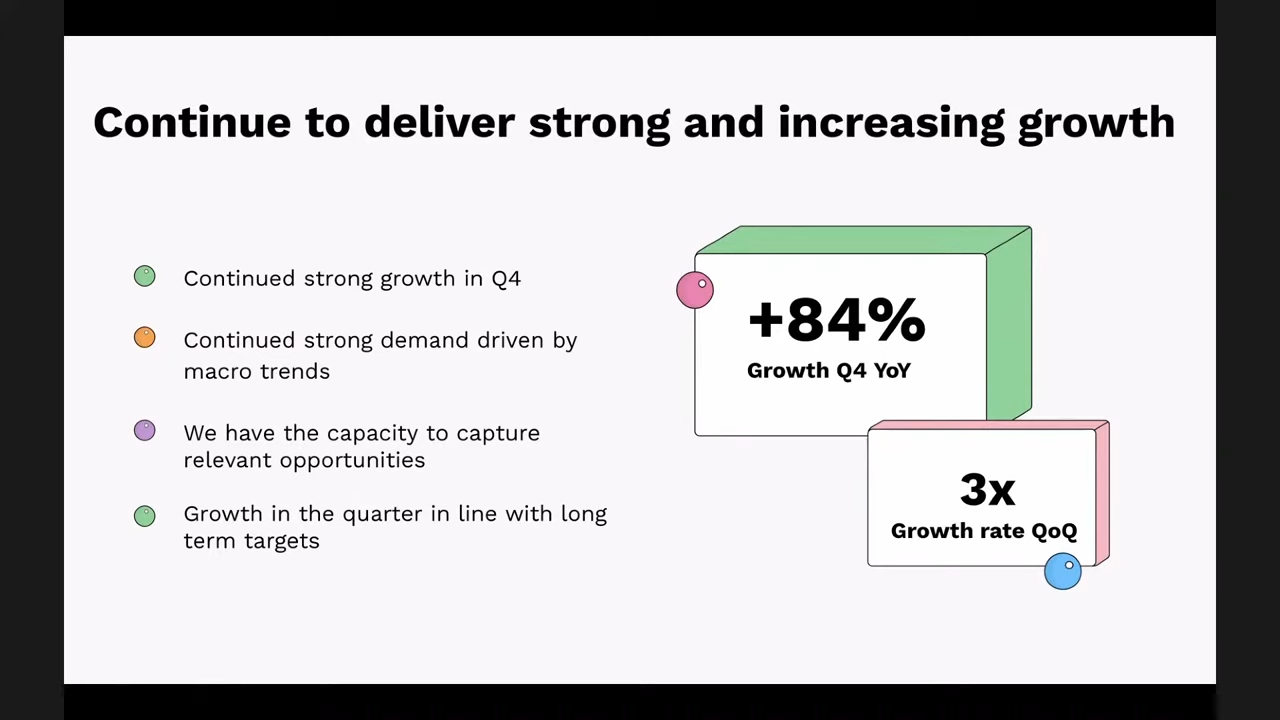 Continue to deliver strong and increasing growth
Continued strong growth in Q4
Continued strong demand driven by
macro trends
We have the capacity to capture
relevant opportunities
Growth in the quarter in line with long
term targets
+84%
Growth Q4 YoY
3x
Growth rate QoQ